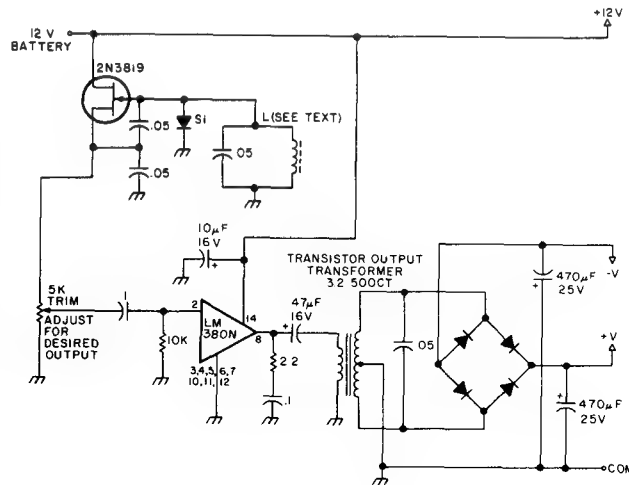 +12V
12 V
BATTERY
2N3819
.05
Si
L (SEE TEXT)
.05
05
10µF
16V
5K
TRIM
ADJUST
FOR
DESIRED
OUTPUT
.1
10K
2
LM
380N
14
8
3,4,5,6,7
10,11,12
47µF
16V
2.2
.1
TRANSISTOR OUTPUT
TRANSFORMER
3.2 500CT
05
470µF
25V
-V
+V
470µF
25V
COM